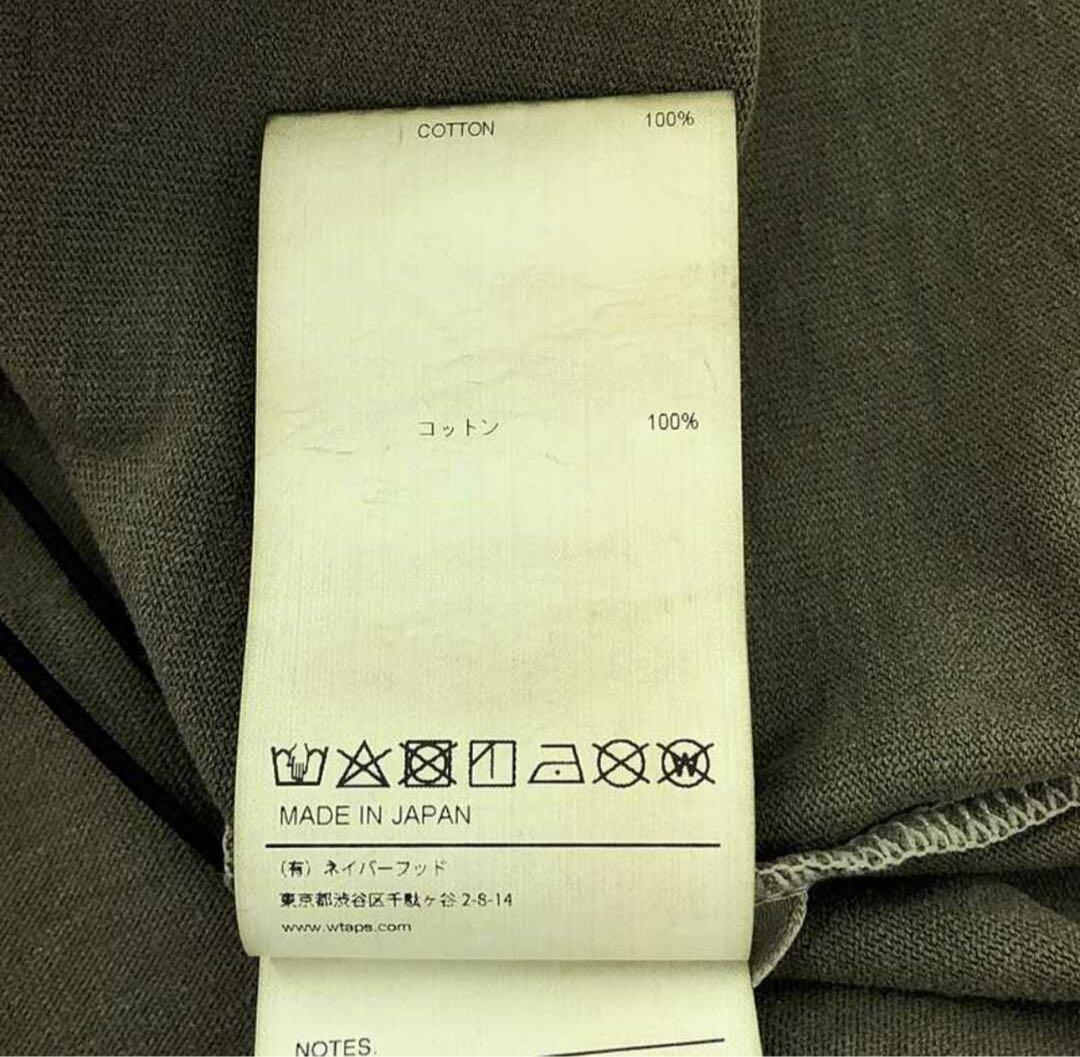 COTTON 100%
コットン 100%
MADE IN JAPAN
(有) ネイバーフッド
東京都渋谷区千駄ヶ谷 2-8-14
www.wtaps.com
NOTES.